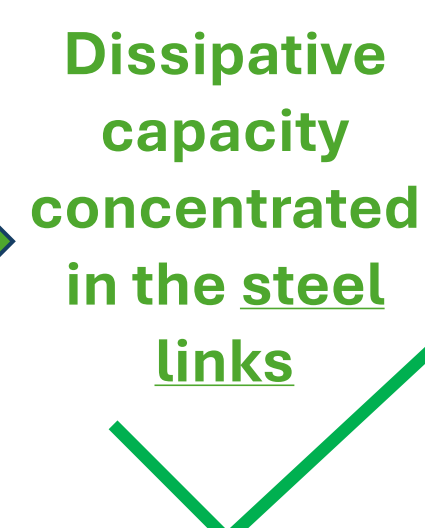 Dissipative
capacity
concentrated
in the steel
links